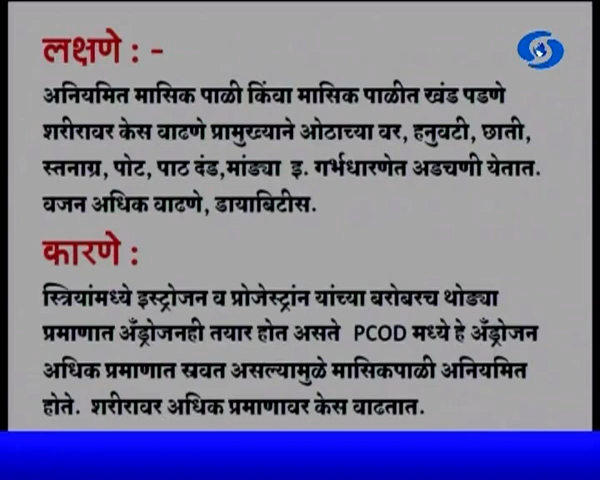 लक्षणे : -
अनियमित मासिक पाळी किंवा मासिक पाळीत खंड पडणे
शरीरावर केस वाढणे प्रामुख्याने ओठाच्या वर, हनुवटी, छाती,
स्तनाग्र, पोट, पाठ दंड,मांड्या इ. गर्भधारणेत अडचणी येतात.
वजन अधिक वाढणे, डायाबिटीस.
कारणे :
स्त्रियांमध्ये इस्ट्रोजन व प्रोजेस्ट्रांन यांच्या बरोबरच थोड्या
प्रमाणात अँड्रोजनही तयार होत असते PCOD मध्ये हे अँड्रोजन
अधिक प्रमाणात स्रवत असल्यामुळे मासिकपाळी अनियमित
होते. शरीरावर अधिक प्रमाणावर केस वाढतात.